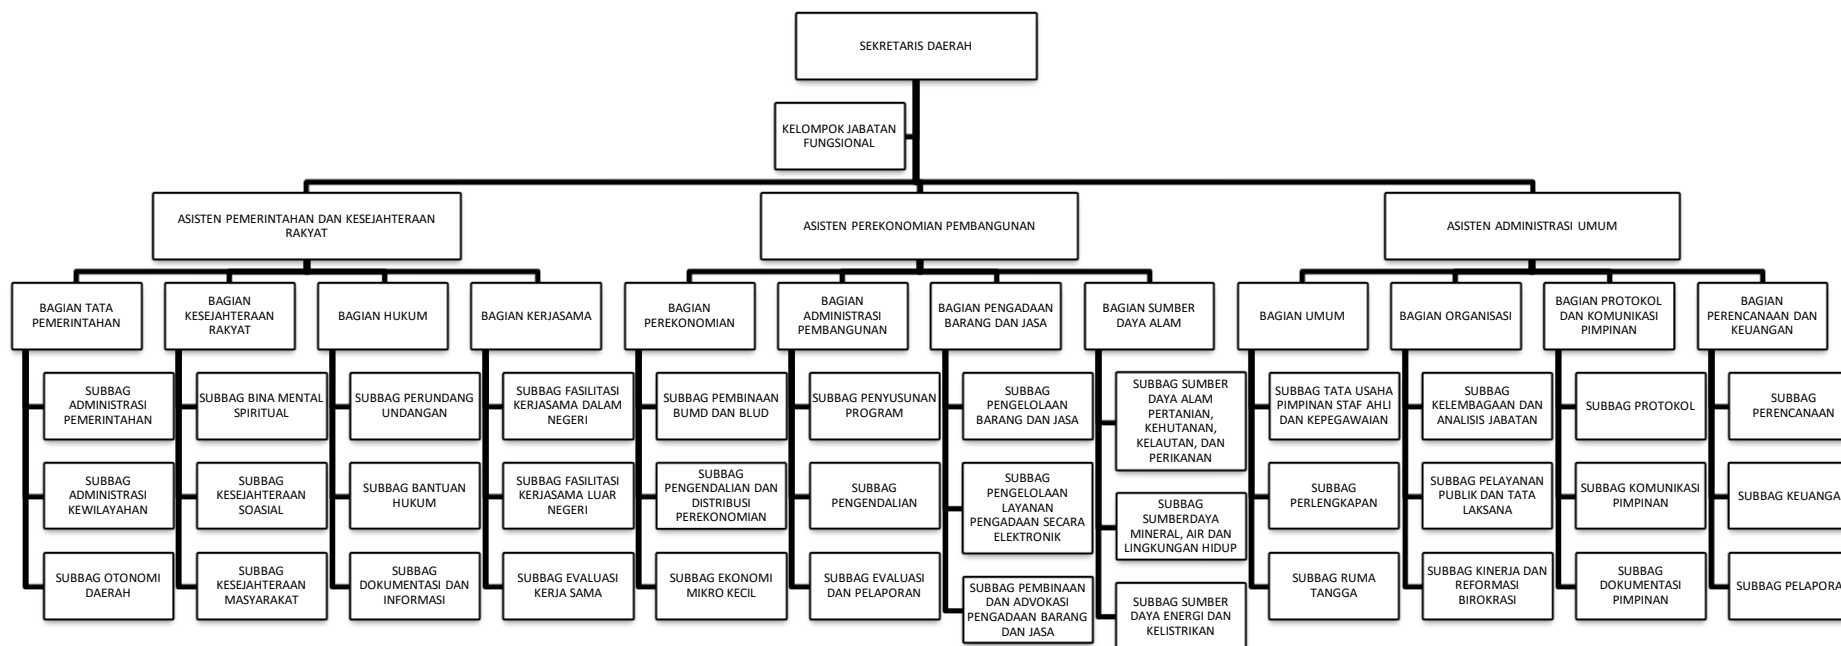 SEKRETARIS DAERAH
KELOMPOK JABATAN
FUNGSIONAL
ASISTEN PEMERINTAHAN DAN KESEJAHTERAAN
RAKYAT
ASISTEN PEREKONOMIAN PEMBANGUNAN
ASISTEN ADMINISTRASI UMUM
BAGIAN TATA
PEMERINTAHAN
BAGIAN
KESEJAHTERAAN
RAKYAT
BAGIAN HUKUM
BAGIAN KERJASAMA
BAGIAN
PEREKONOMIAN
BAGIAN
ADMINISTRASI
PEMBANGUNAN
BAGIAN PENGADAAN
BARANG DAN JASA
BAGIAN SUMBER
DAYA ALAM
BAGIAN UMUM
BAGIAN ORGANISASI
BAGIAN PROTOKOL
DAN KOMUNIKASI
PIMPINAN
BAGIAN
PERENCANAAN DAN
KEUANGAN
SUBBAG
ADMINISTRASI
PEMERINTAHAN
SUBBAG BINA MENTAL
SPIRITUAL
SUBBAG PERUNDANG
UNDANGAN
SUBBAG FASILITASI
KERJASAMA DALAM
NEGERI
SUBBAG PEMBINAAN
BUMD DAN BLUD
SUBBAG PENYUSUNAN
PROGRAM
SUBBAG
PENGELOLAAN
BARANG DAN JASA
SUBBAG SUMBER
DAYA ALAM
PERTANIAN,
KEHUTANAN,
KELAUTAN, DAN
PERIKANAN
SUBBAG TATA USAHA
PIMPINAN STAF AHLI
DAN KEPEGAWAIAN
SUBBAG
KELEMBAGAAN DAN
ANALISIS JABATAN
SUBBAG PROTOKOL
SUBBAG
PERENCANAAN
SUBBAG
ADMINISTRASI
KEWILAYAHAN
SUBBAG
KESEJAHTERAAN
SOASIAL
SUBBAG BANTUAN
HUKUM
SUBBAG FASILITASI
KERJASAMA LUAR
NEGERI
SUBBAG
PENGENDALIAN DAN
DISTRIBUSI
PEREKONOMIAN
SUBBAG
PENGENDALIAN
SUBBAG
PENGELOLAAN
LAYANAN
PENGADAAN SECARA
ELEKTRONIK
SUBBAG
SUMBERDAYA
MINERAL, AIR DAN
LINGKUNGAN HIDUP
SUBBAG
PERLENGKAPAN
SUBBAG PELAYANAN
PUBLIK DAN TATA
LAKSANA
SUBBAG KOMUNIKASI
PIMPINAN
SUBBAG KEUANGA
SUBBAG OTONOMI
DAERAH
SUBBAG
KESEJAHTERAAN
MASYARAKAT
SUBBAG
DOKUMENTASI DAN
INFORMASI
SUBBAG EVALUASI
KERJA SAMA
SUBBAG EKONOMI
MIKRO KECIL
SUBBAG EVALUASI
DAN PELAPORAN
SUBBAG PEMBINAAN
DAN ADVOKASI
PENGADAAN BARANG
DAN JASA
SUBBAG SUMBER
DAYA ENERGI DAN
KELISTRIKAN
SUBBAG RUMA
TANGGA
SUBBAG KINERJA DAN
REFORMASI
BIROKRASI
SUBBAG
DOKUMENTASI
PIMPINAN
SUBBAG PELAPORA